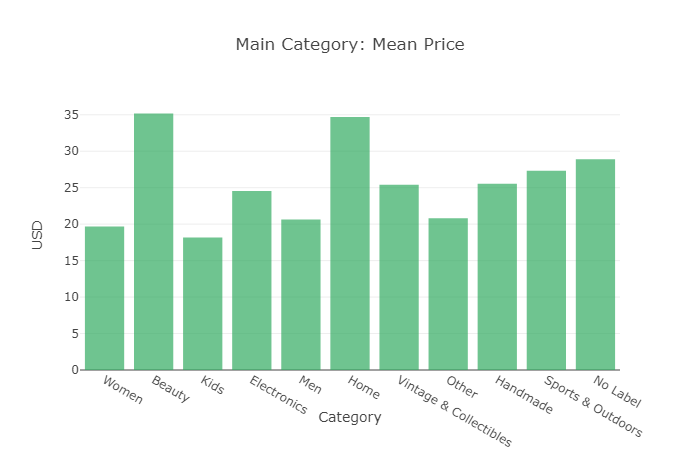 Main Category: Mean Price
USD
35
30
25
20
15
10
5
0
Women
Beauty
Kids
Electronics
Men
Home
Vintage & Collectibles
Other
Handmade
Sports & Outdoors
No Label
Category